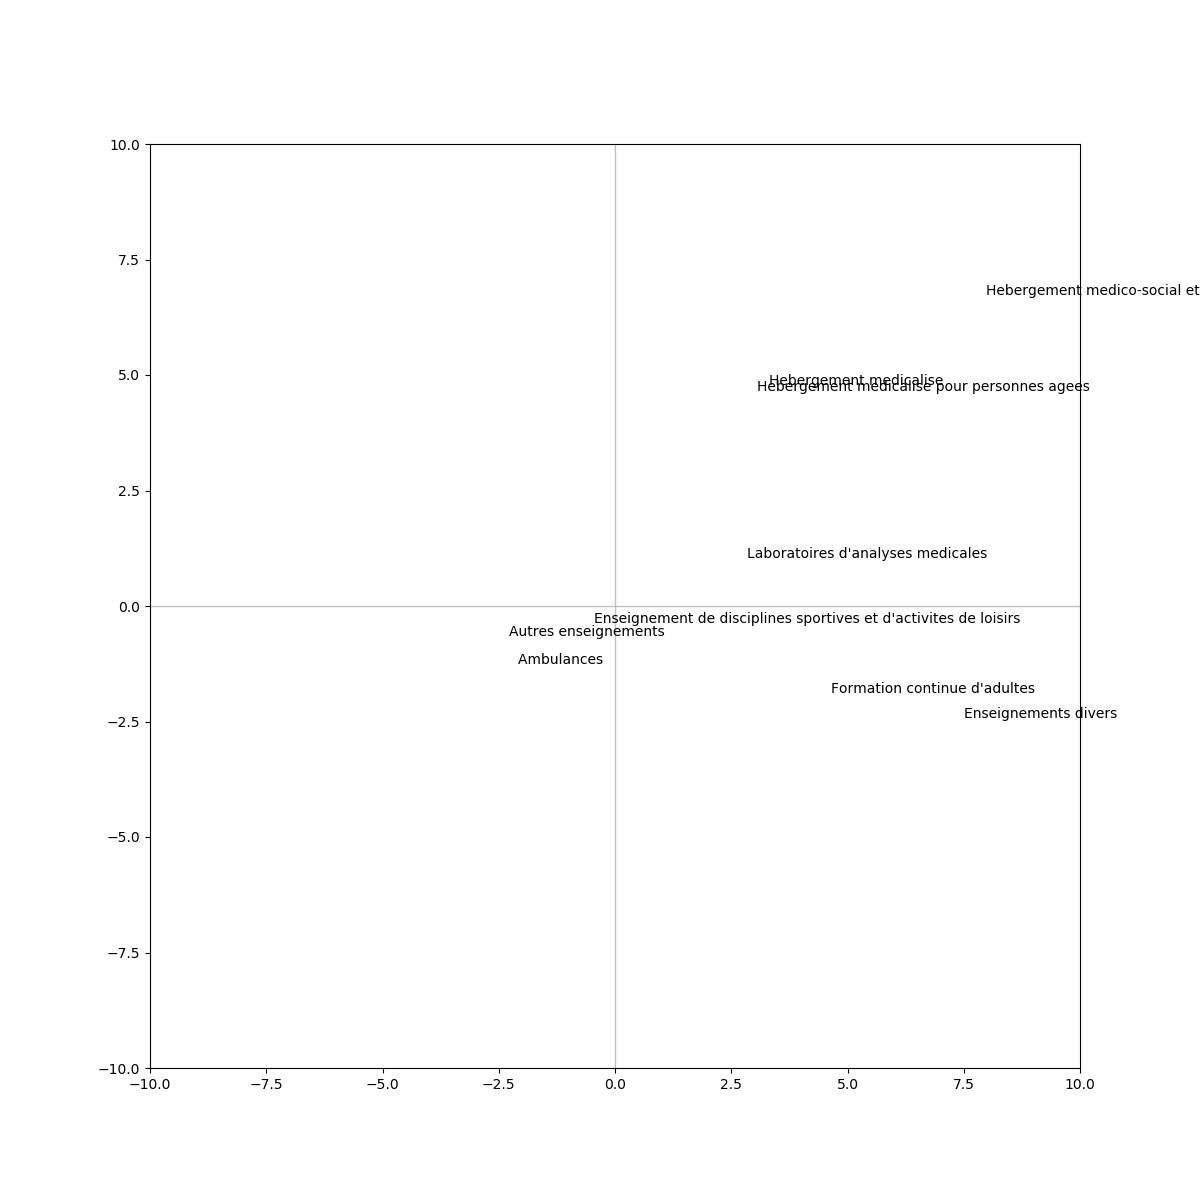 10.0
7.5
Hebergement medico-social et
5.0
Hebergement medicalise
Hebergement medicalise pour personnes agees
2.5
Laboratoires d'analyses medicales
0.0
Enseignement de disciplines sportives et d'activites de loisirs
Autres enseignements
Ambulances
Formation continue d'adultes
Enseignements divers
−2.5
−5.0
−7.5
−10.0
−10.0 −7.5 −5.0 −2.5 0.0 2.5 5.0 7.5 10.0